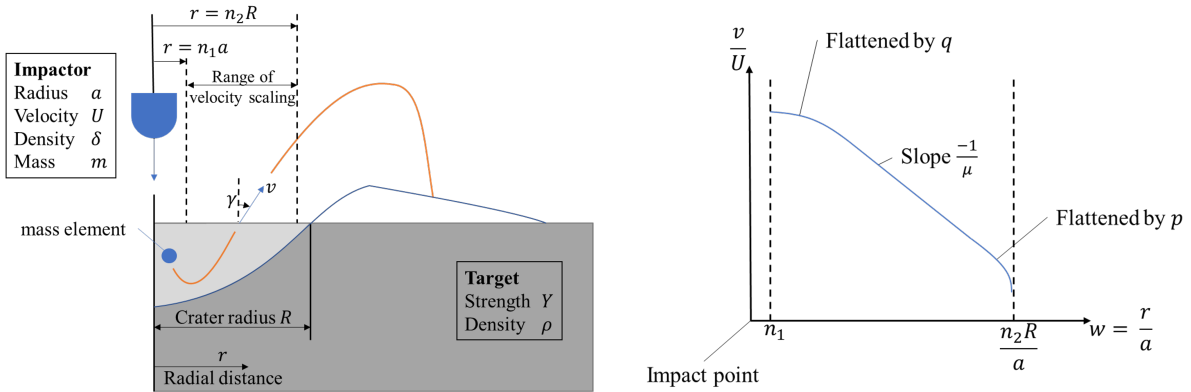 r = n₂R
r = n₁a
Range of
velocity scaling
Impactor
Radius a
Velocity U
Density δ
Mass m
γ
v
mass element
Target
Strength Y
Density ρ
Crater radius R
r
Radial distance
v/U
Flattened by q
Slope -1/μ
Flattened by p
n₁
n₂R/a
w = r/a
Impact point